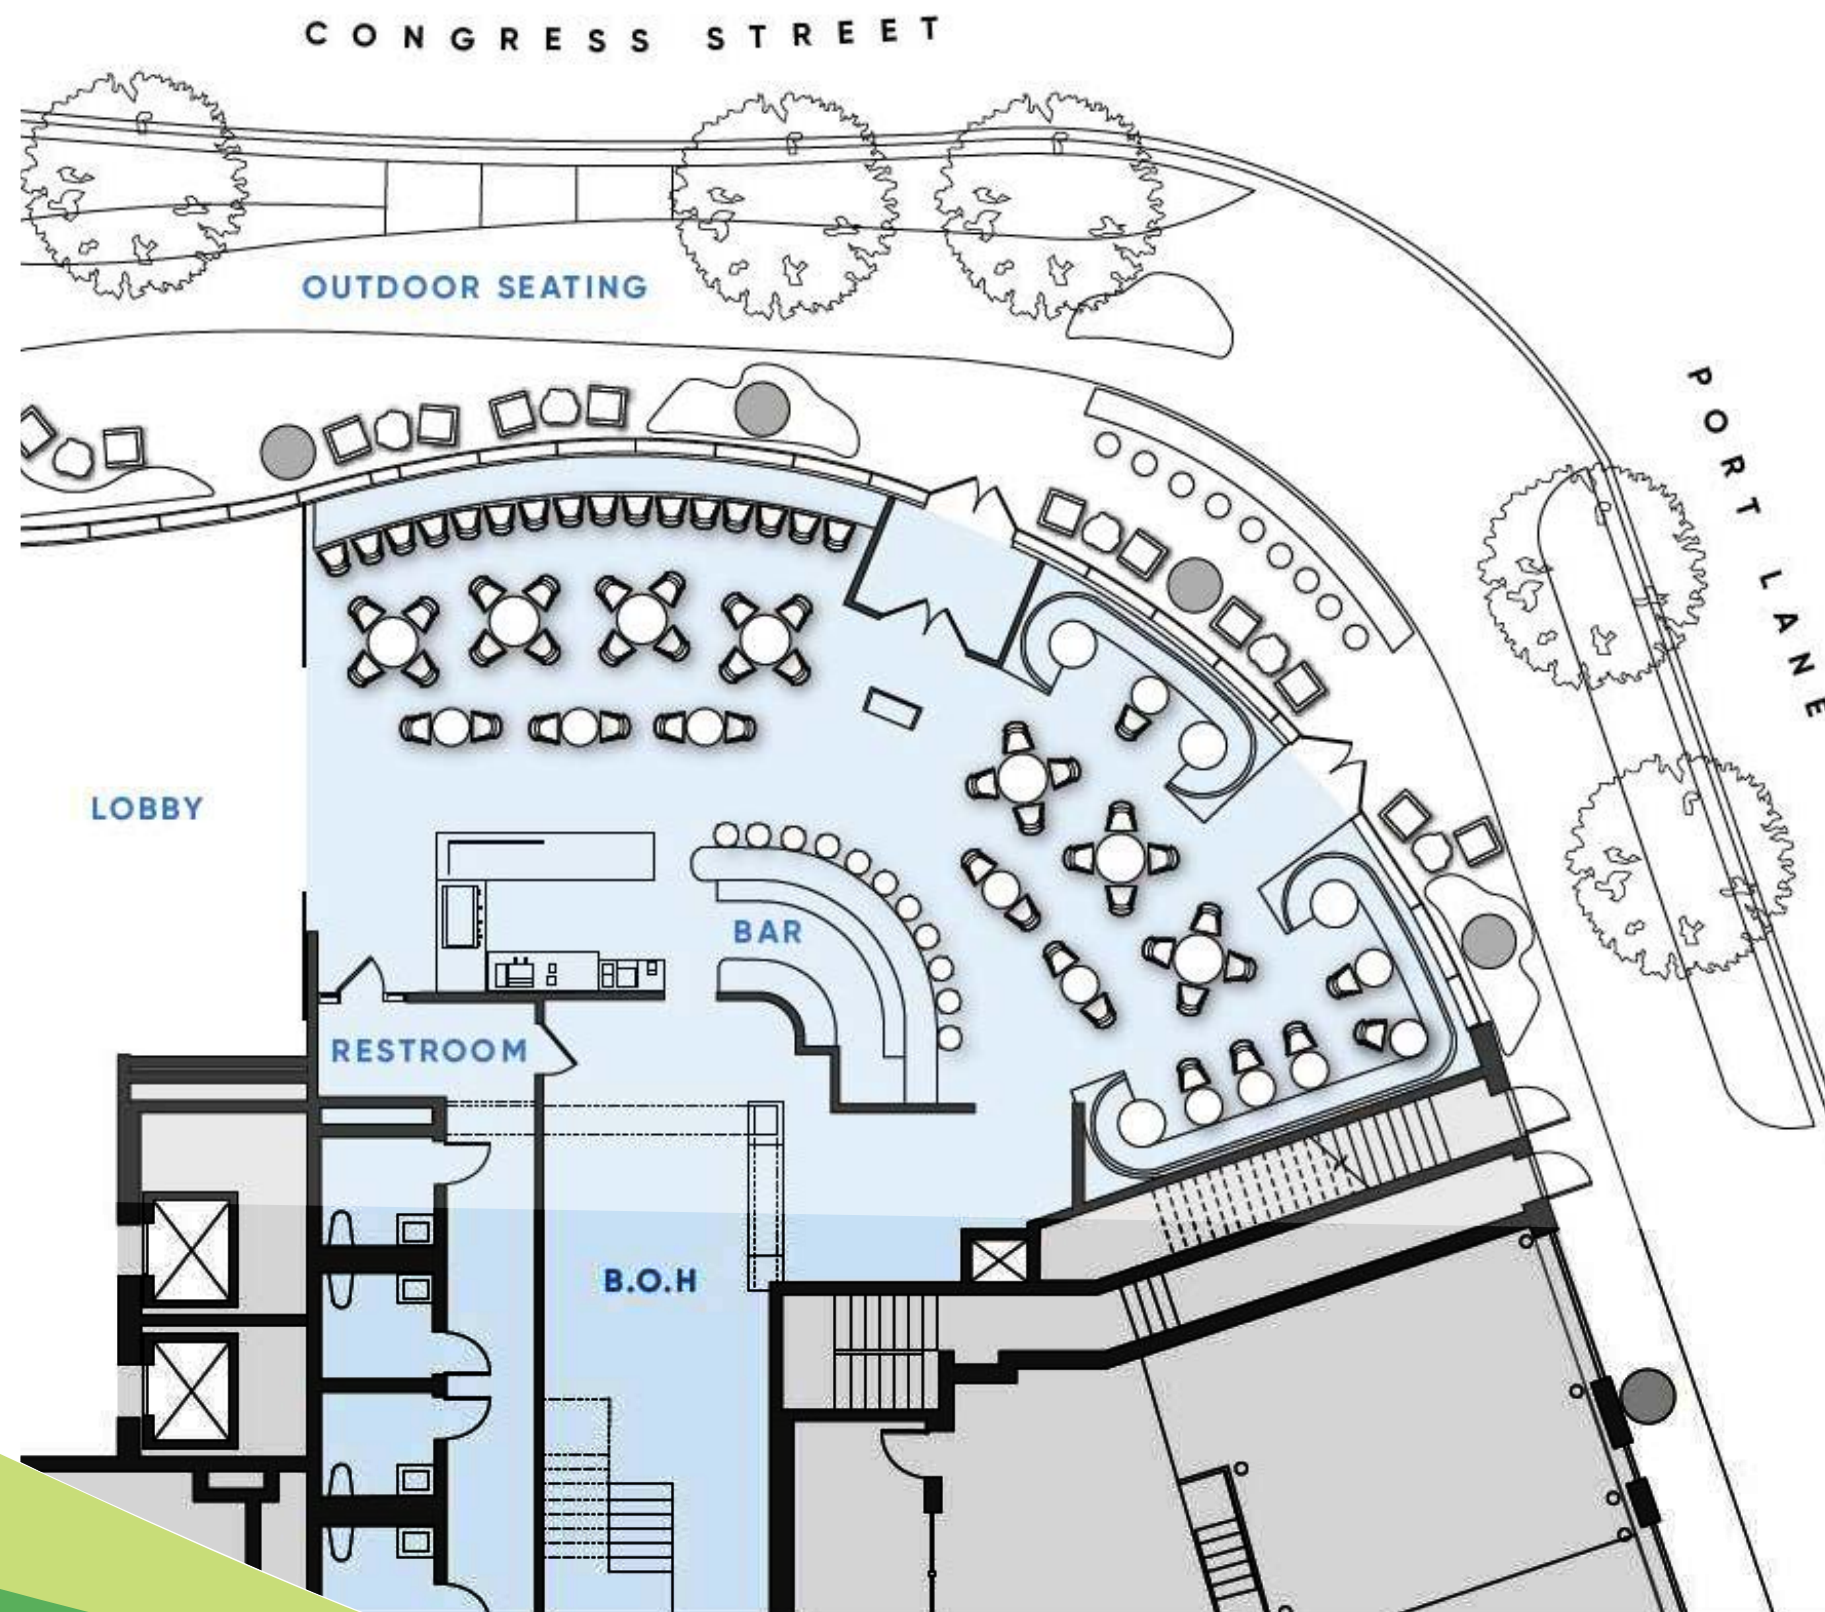 CONGRESS STREET
OUTDOOR SEATING
PORT LANE
LOBBY
BAR
RESTROOM
B.O.H